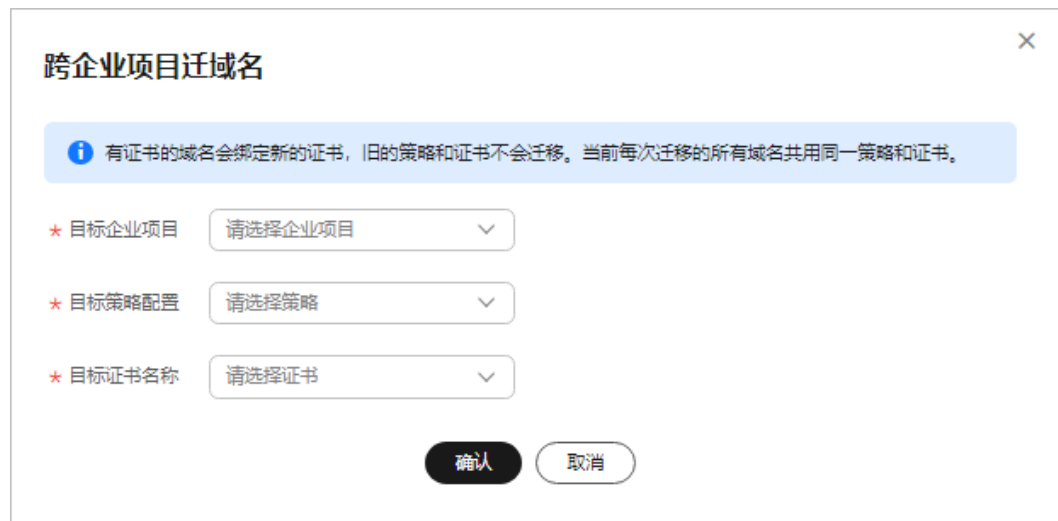 跨企业项目迁域名
有证书的域名会绑定新的证书，旧的策略和证书不会迁移。当前每次迁移的所有域名共用同一策略和证书。
* 目标企业项目 请选择企业项目
* 目标策略配置 请选择策略
* 目标证书名称 请选择证书
确认 取消